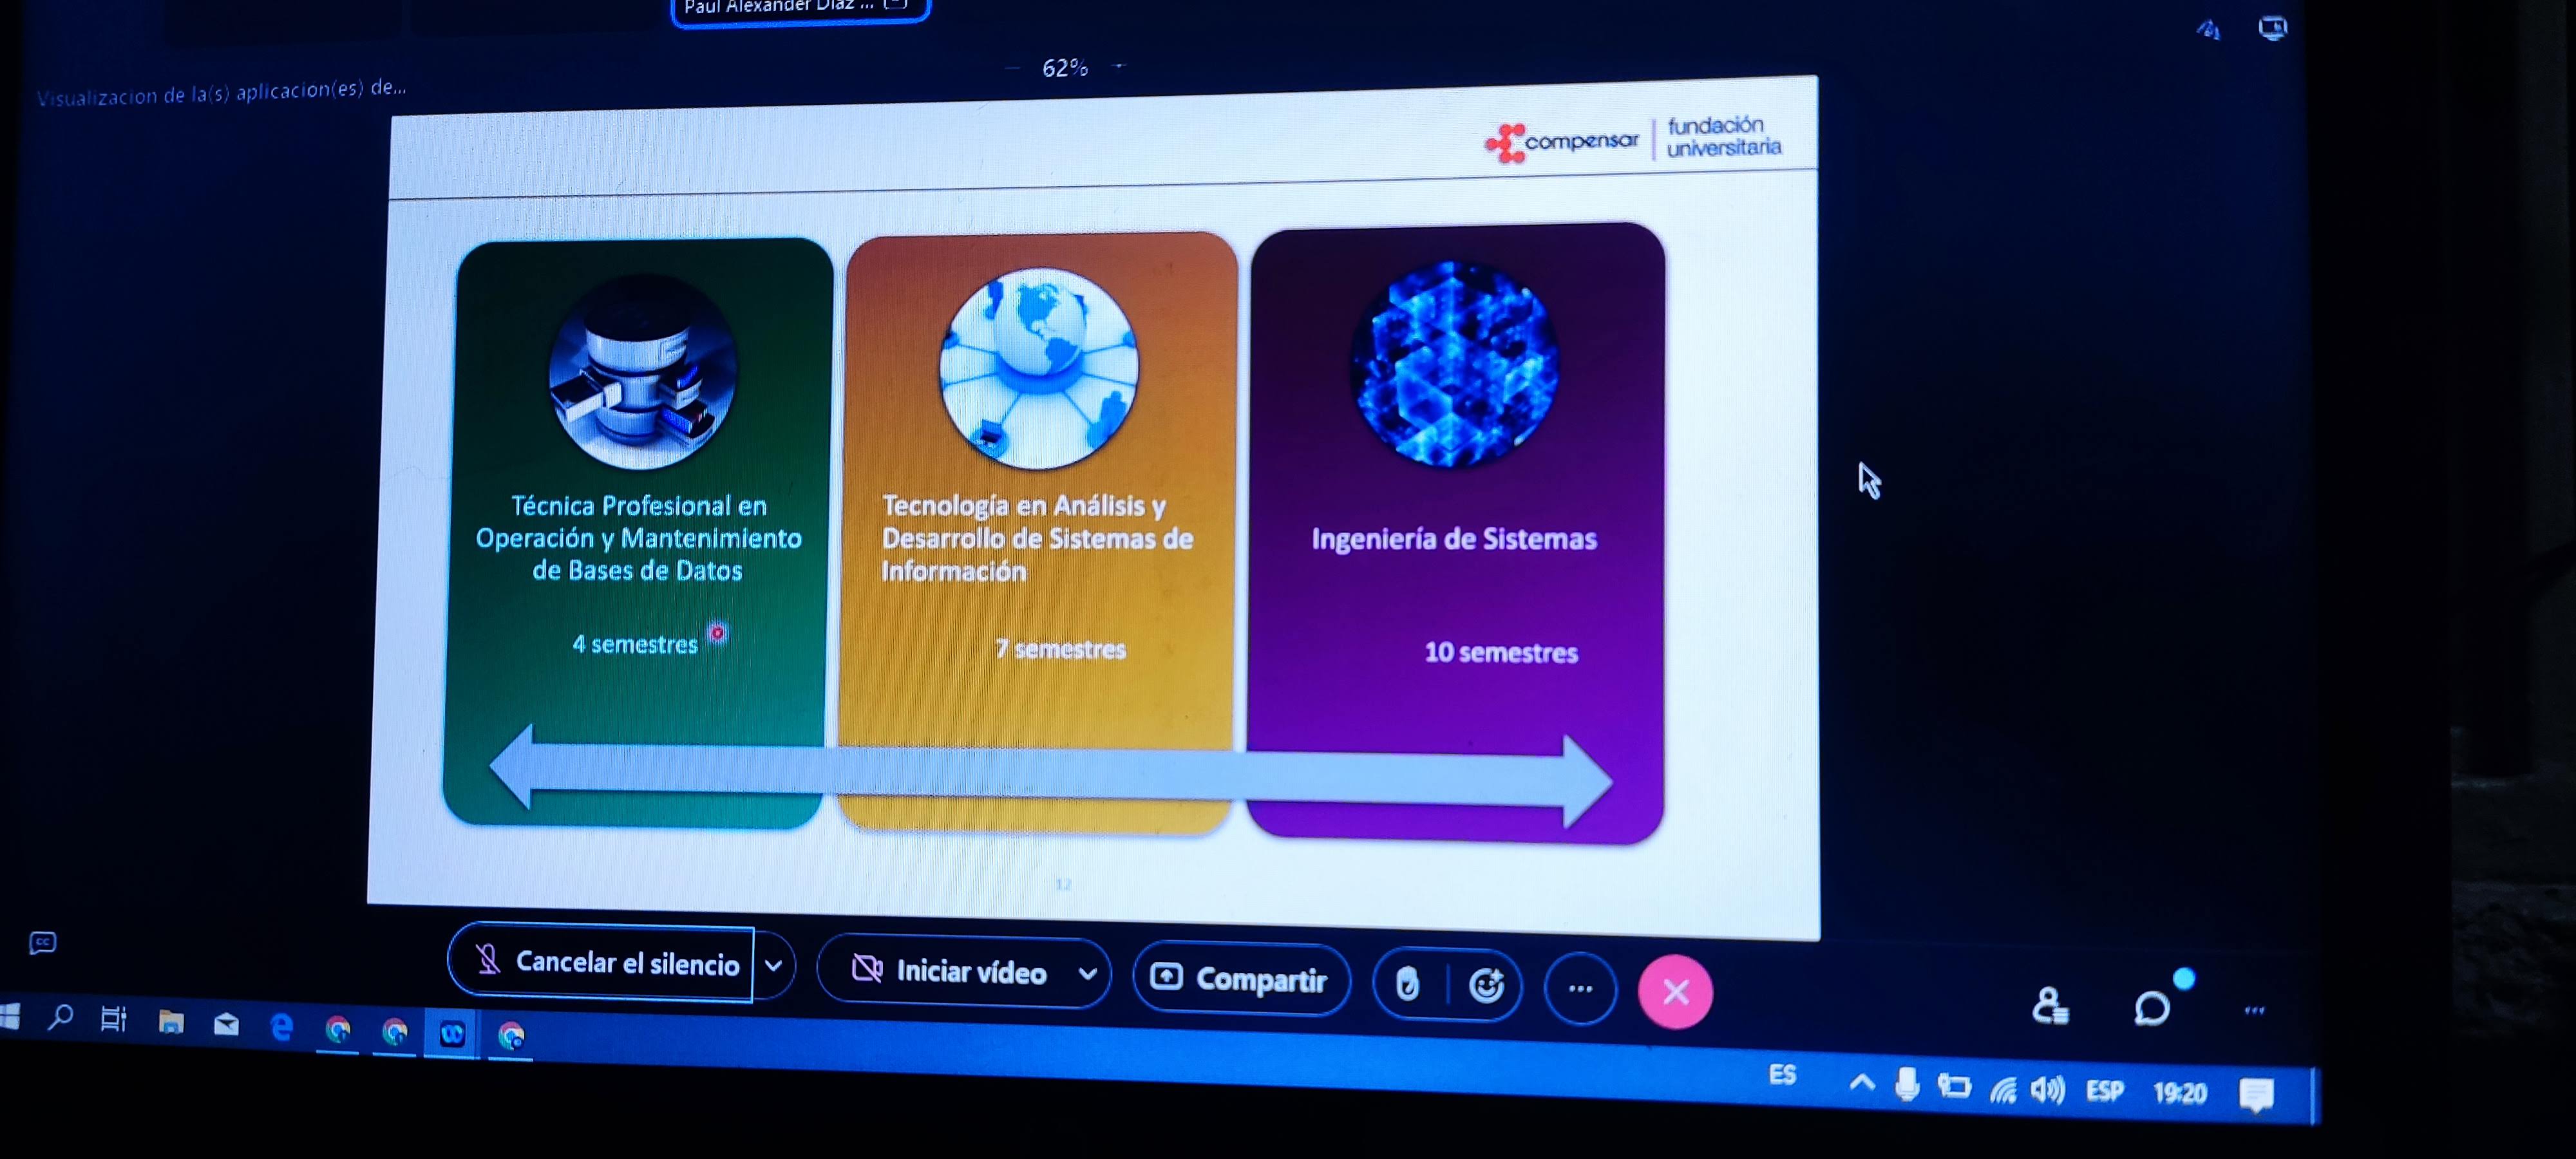 Paul Alexander Diaz ...
62%
Visualizacion de la(s) aplicacion(es) de...
compensar
fundación
universitaria
Técnica Profesional en
Operación y Mantenimiento
de Bases de Datos
4 semestres
Tecnología en Análisis y
Desarrollo de Sistemas de
Información
7 semestres
Ingeniería de Sistemas
10 semestres
12
CC
Cancelar el silencio
Iniciar vídeo
Compartir
ES
ESP
19:20